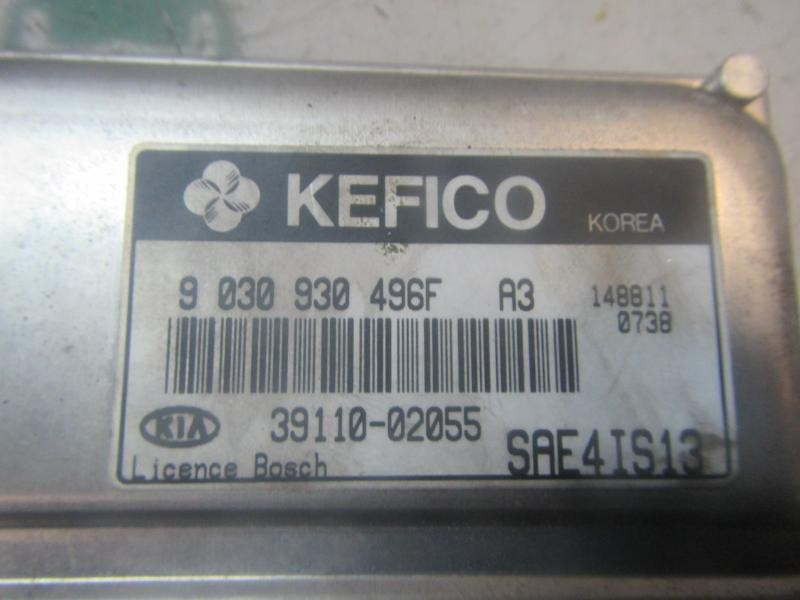 KEFICO KOREA
9 030 930 496F A3 148811
0738
KIA 39110-02055 SAE4IS13
Licence Bosch